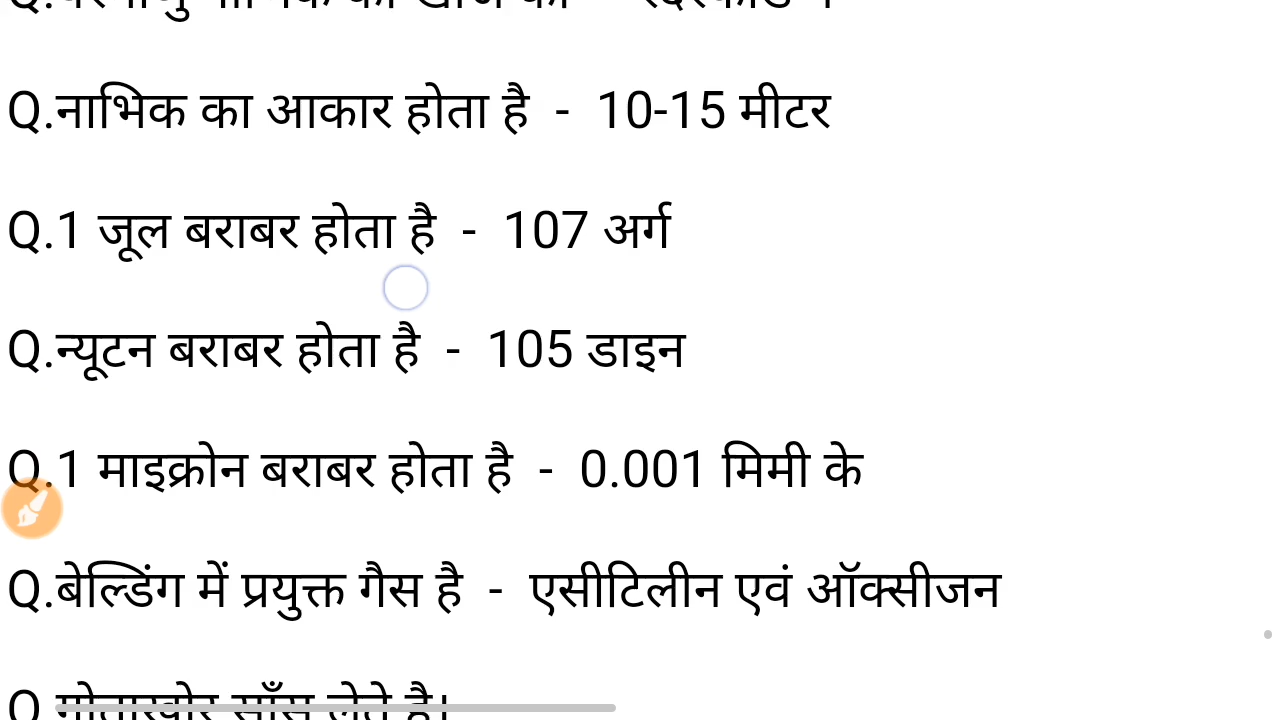 Q.नाभिक का आकार होता है - 10-15 मीटर
Q.1 जूल बराबर होता है - 107 अर्ग
Q.न्यूटन बराबर होता है - 105 डाइन
Q.1 माइक्रोन बराबर होता है - 0.001 मिमी के
Q.बेल्डिंग में प्रयुक्त गैस है - एसीटिलीन एवं ऑक्सीजन
Q.गोताखोर साँस लेते है।